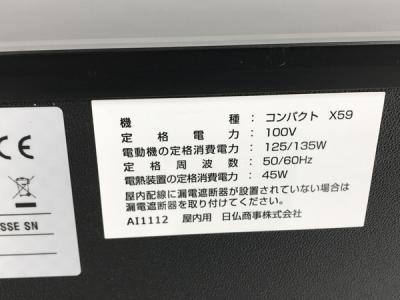 CE
SSE SN
機種：コンパクト X59
定格電力：100V
電動機の定格消費電力：125/135W
定格周波数：50/60Hz
電熱装置の定格消費電力：45W
屋内配線に漏電遮断器が設置されていない場合は
漏電遮断器を取り付けてください。
AI1112 屋内用 日仏商事株式会社